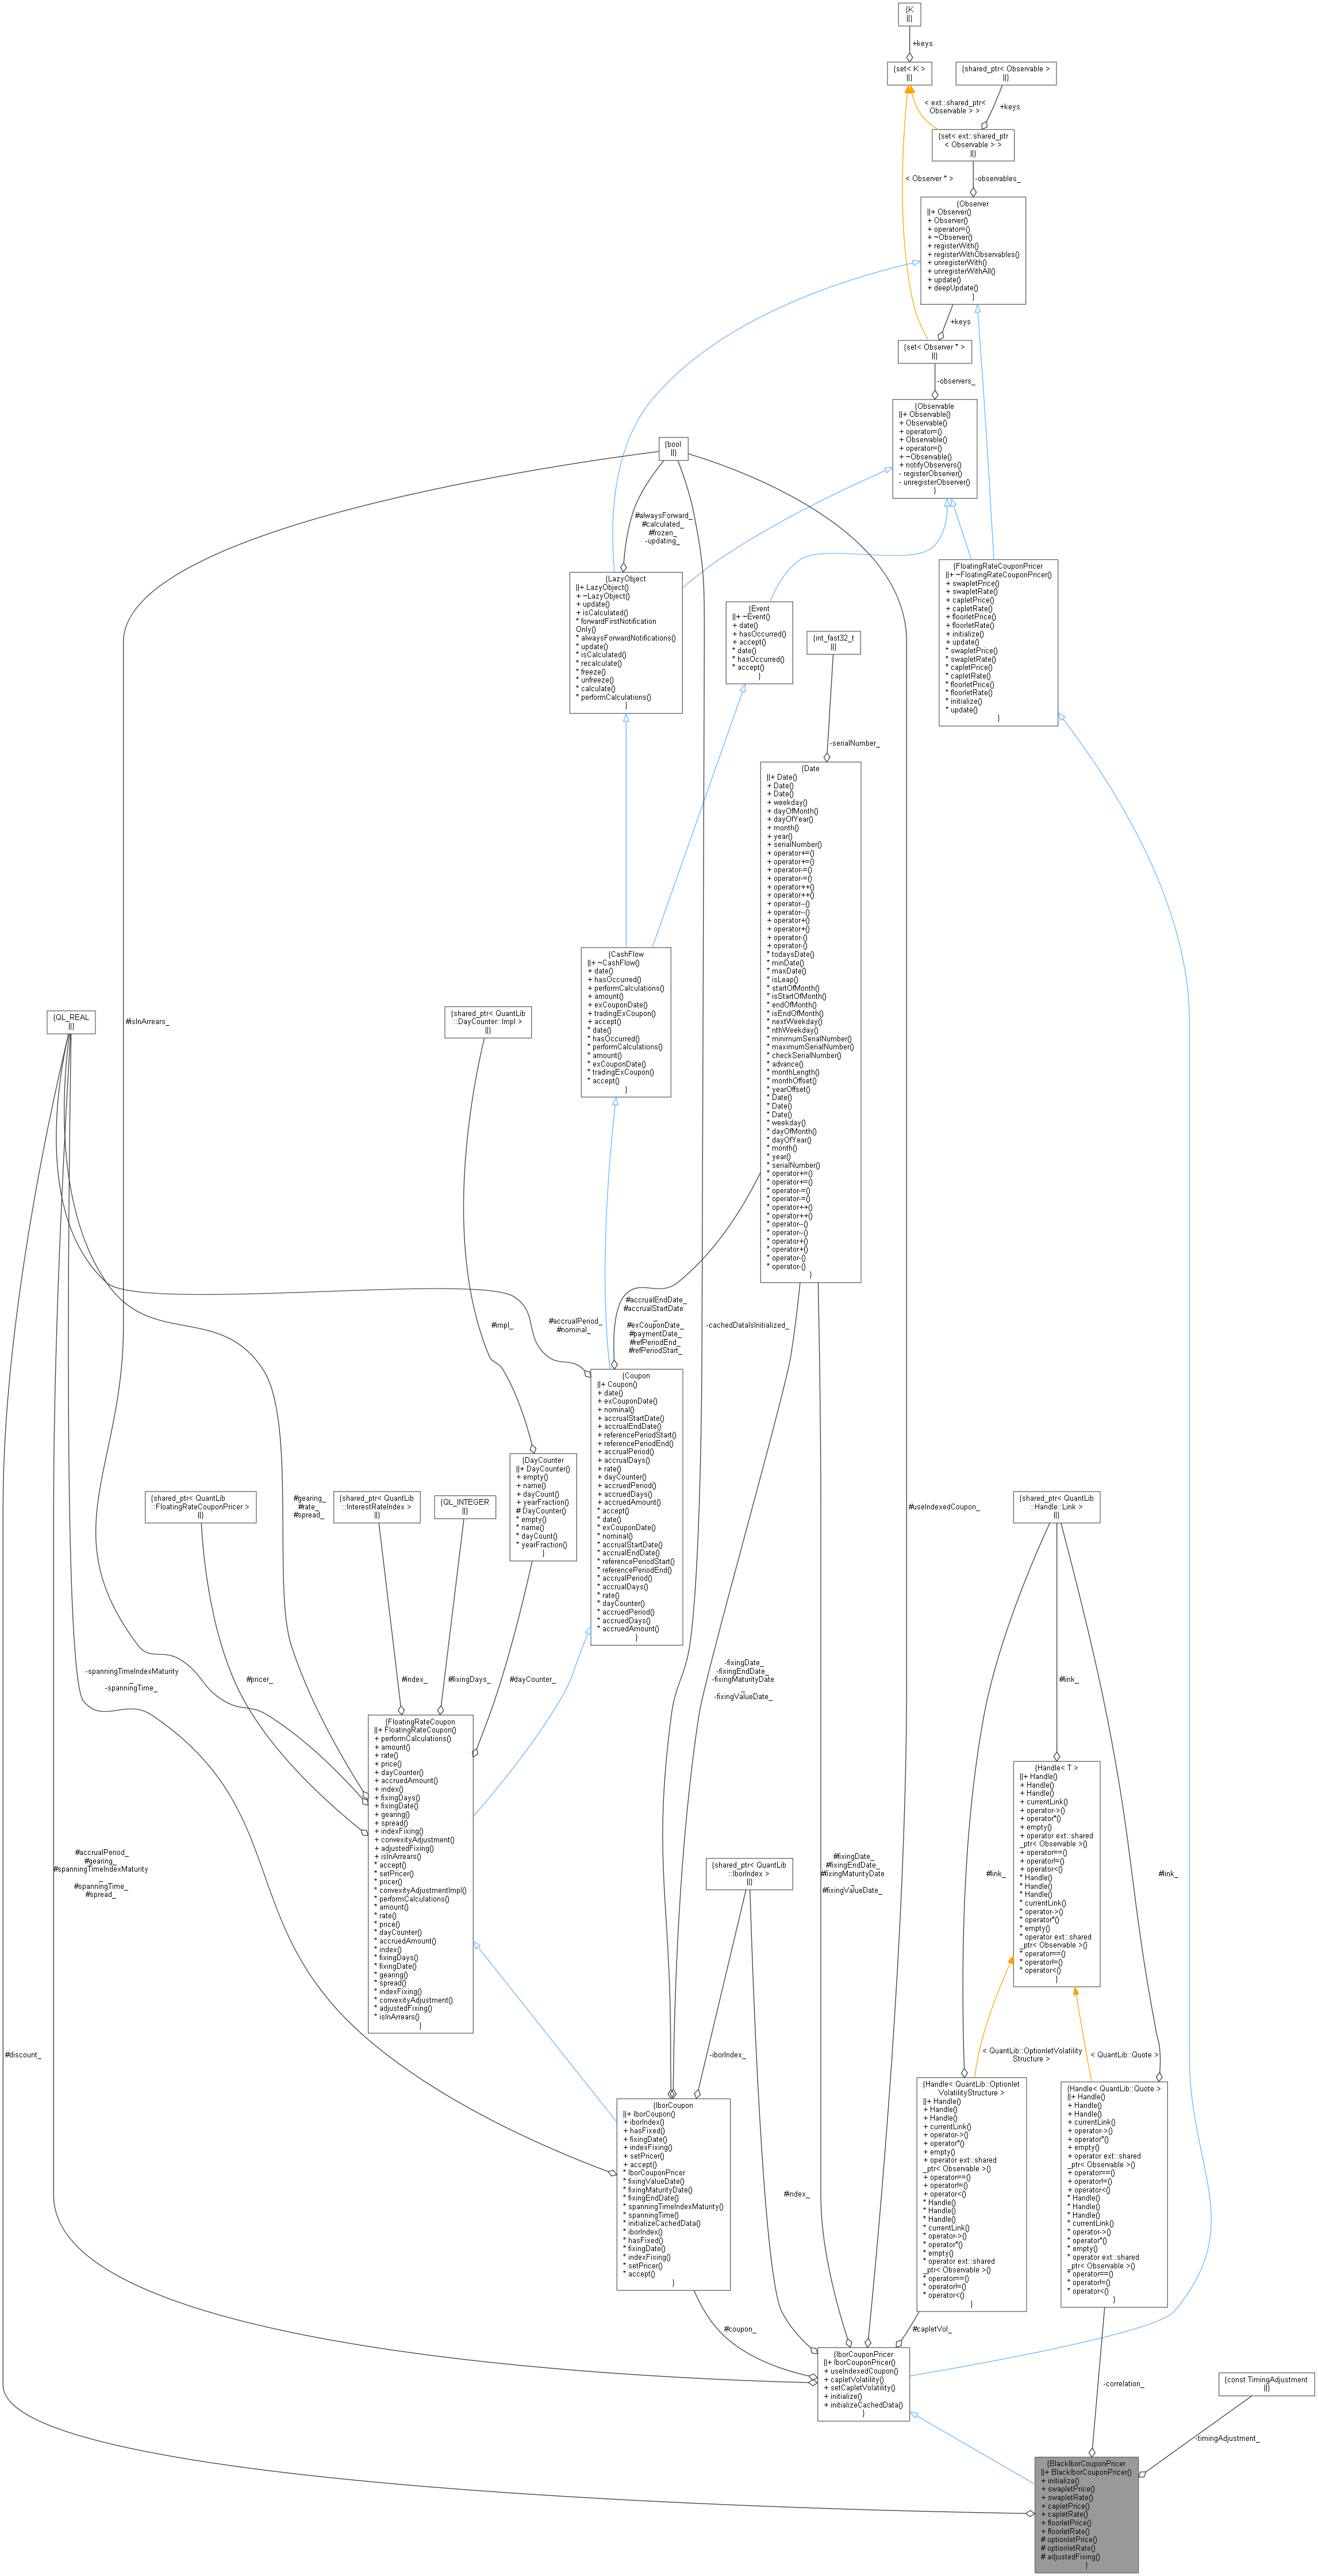 {K
||}
+keys
{set< K >
||}
{shared_ptr< Observable >
||}
< ext::shared_ptr<
Observable > >
+keys
{set< ext::shared_ptr
< Observable > >
||}
< Observer * >
-observables_
{Observer
||+ Observer()
+ Observer()
+ operator=()
+ ~Observer()
+ registerWith()
+ registerWithObservables()
+ unregisterWith()
+ unregisterWithAll()
+ update()
+ deepUpdate()
}
+keys
{set< Observer * >
||}
-observers_
{Observable
||+ Observable()
+ Observable()
+ operator=()
+ Observable()
+ operator=()
+ ~Observable()
+ notifyObservers()
- registerObserver()
- unregisterObserver()
}
{bool
||}
#alwaysForward_
#calculated_
#frozen_
-updating_
{LazyObject
||+ LazyObject()
+ ~LazyObject()
+ update()
+ isCalculated()
* forwardFirstNotification
Only()
* alwaysForwardNotifications()
* update()
* isCalculated()
* recalculate()
* freeze()
* unfreeze()
* calculate()
* performCalculations()
}
{Event
||+ ~Event()
+ date()
+ hasOccurred()
+ accept()
* date()
* hasOccurred()
* accept()
}
{FloatingRateCouponPricer
||+ ~FloatingRateCouponPricer()
+ swapletPrice()
+ swapletRate()
+ capletPrice()
+ capletRate()
+ floorletPrice()
+ floorletRate()
+ initialize()
+ update()
* swapletPrice()
* swapletRate()
* capletPrice()
* capletRate()
* floorletPrice()
* floorletRate()
* initialize()
* update()
}
{int_fast32_t
||}
-serialNumber_
{Date
||+ Date()
+ Date()
+ Date()
+ weekday()
+ dayOfMonth()
+ dayOfYear()
+ month()
+ year()
+ serialNumber()
+ operator+=()
+ operator+=()
+ operator-=()
+ operator-=()
+ operator++()
+ operator++()
+ operator--()
+ operator--()
+ operator+()
+ operator+()
+ operator-()
+ operator-()
* todaysDate()
* minDate()
* maxDate()
* isLeap()
* startOfMonth()
* isStartOfMonth()
* endOfMonth()
* isEndOfMonth()
* nextWeekday()
* nthWeekday()
* minimumSerialNumber()
* maximumSerialNumber()
* checkSerialNumber()
* advance()
* monthLength()
* monthOffset()
* yearOffset()
* Date()
* Date()
* Date()
* weekday()
* dayOfMonth()
* dayOfYear()
* month()
* year()
* serialNumber()
* operator+=()
* operator+=()
* operator-=()
* operator-=()
* operator++()
* operator++()
* operator--()
* operator--()
* operator+()
* operator+()
* operator-()
* operator-()
}
{CashFlow
||+ ~CashFlow()
+ date()
+ hasOccurred()
+ performCalculations()
+ amount()
+ exCouponDate()
+ tradingExCoupon()
+ accept()
* date()
* hasOccurred()
* performCalculations()
* amount()
* exCouponDate()
* tradingExCoupon()
* accept()
}
{QL_REAL
||}
#isInArrears_
{shared_ptr< QuantLib
::DayCounter::Impl >
||}
#impl_
#accrualPeriod_
#nominal_
#accrualEndDate_
#accrualStartDate
_
#exCouponDate_
#paymentDate_
#refPeriodEnd_
#refPeriodStart_
-cachedDataIsInitialized_
{Coupon
||+ Coupon()
+ date()
+ exCouponDate()
+ nominal()
+ accrualStartDate()
+ accrualEndDate()
+ referencePeriodStart()
+ referencePeriodEnd()
+ accrualPeriod()
+ accrualDays()
+ rate()
+ dayCounter()
+ accruedPeriod()
+ accruedDays()
+ accruedAmount()
* accept()
* date()
* exCouponDate()
* nominal()
* accrualStartDate()
* accrualEndDate()
* referencePeriodStart()
* referencePeriodEnd()
* accrualPeriod()
* accrualDays()
* rate()
* dayCounter()
* accruedPeriod()
* accruedDays()
* accruedAmount()
}
{DayCounter
||+ DayCounter()
+ empty()
+ name()
+ dayCount()
+ yearFraction()
# DayCounter()
* empty()
* name()
* dayCount()
* yearFraction()
}
{shared_ptr< QuantLib
::FloatingRateCouponPricer >
||}
#gearing_
#rate_
#spread_
{shared_ptr< QuantLib
::InterestRateIndex >
||}
{QL_INTEGER
||}
#useIndexedCoupon_
{shared_ptr< QuantLib
::Handle::Link >
||}
-spanningTimeIndexMaturity
_
-spanningTime_
#pricer_
#index_
#fixingDays_
#dayCounter_
-fixingDate_
-fixingEndDate_
-fixingMaturityDate
_
-fixingValueDate_
#link_
{FloatingRateCoupon
||+ FloatingRateCoupon()
+ performCalculations()
+ amount()
+ rate()
+ price()
+ dayCounter()
+ accruedAmount()
+ index()
+ fixingDays()
+ fixingDate()
+ gearing()
+ spread()
+ indexFixing()
+ convexityAdjustment()
+ adjustedFixing()
+ isInArrears()
* accept()
* setPricer()
* pricer()
* convexityAdjustmentImpl()
* performCalculations()
* amount()
* rate()
* price()
* dayCounter()
* accruedAmount()
* index()
* fixingDays()
* fixingDate()
* gearing()
* spread()
* indexFixing()
* convexityAdjustment()
* adjustedFixing()
* isInArrears()
}
{Handle< T >
||+ Handle()
+ Handle()
+ Handle()
+ currentLink()
+ operator->()
+ operator*()
+ empty()
+ operator ext::shared
_ptr< Observable >()
+ operator==()
+ operator!=()
+ operator<()
* Handle()
* Handle()
* Handle()
* currentLink()
* operator->()
* operator*()
* empty()
* operator ext::shared
_ptr< Observable >()
* operator==()
* operator!=()
* operator<()
}
#accrualPeriod_
#gearing_
#spanningTimeIndexMaturity
_
#spanningTime_
#spread_
{shared_ptr< QuantLib
::IborIndex >
||}
#fixingDate_
#fixingEndDate_
#fixingMaturityDate
_
#fixingValueDate_
#link_
#link_
#discount_
-iborIndex_
< QuantLib::OptionletVolatility
Structure >
< QuantLib::Quote >
{IborCoupon
||+ IborCoupon()
+ iborIndex()
+ hasFixed()
+ fixingDate()
+ indexFixing()
+ setPricer()
+ accept()
* IborCouponPricer
* fixingValueDate()
* fixingMaturityDate()
* fixingEndDate()
* spanningTimeIndexMaturity()
* spanningTime()
* initializeCachedData()
* iborIndex()
* hasFixed()
* fixingDate()
* indexFixing()
* setPricer()
* accept()
}
#index_
{Handle< QuantLib::Optionlet
VolatilityStructure >
||+ Handle()
+ Handle()
+ Handle()
+ currentLink()
+ operator->()
+ operator*()
+ empty()
+ operator ext::shared
_ptr< Observable >()
+ operator==()
+ operator!=()
+ operator<()
* Handle()
* Handle()
* Handle()
* currentLink()
* operator->()
* operator*()
* empty()
* operator ext::shared
_ptr< Observable >()
* operator==()
* operator!=()
* operator<()
}
{Handle< QuantLib::Quote >
||+ Handle()
+ Handle()
+ Handle()
+ currentLink()
+ operator->()
+ operator*()
+ empty()
+ operator ext::shared
_ptr< Observable >()
+ operator==()
+ operator!=()
+ operator<()
* Handle()
* Handle()
* Handle()
* currentLink()
* operator->()
* operator*()
* empty()
* operator ext::shared
_ptr< Observable >()
* operator==()
* operator!=()
* operator<()
}
#coupon_
#capletVol_
{IborCouponPricer
||+ IborCouponPricer()
+ useIndexedCoupon()
+ capletVolatility()
+ setCapletVolatility()
+ initialize()
+ initializeCachedData()
}
-correlation_
{const TimingAdjustment
||}
-timingAdjustment_
{BlackIborCouponPricer
||+ BlackIborCouponPricer()
+ initialize()
+ swapletPrice()
+ swapletRate()
+ capletPrice()
+ capletRate()
+ floorletPrice()
+ floorletRate()
# optionletPrice()
# optionletRate()
# adjustedFixing()
}